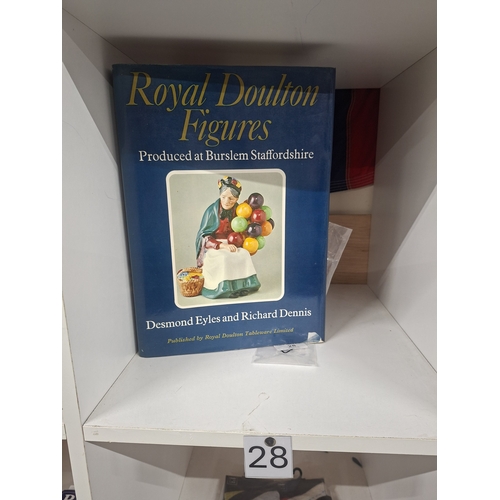 Royal Doulton
Figures
Produced at Burslem Staffordshire
Desmond Eyles and Richard Dennis
Published by Royal Doulton Tableware Limited
28